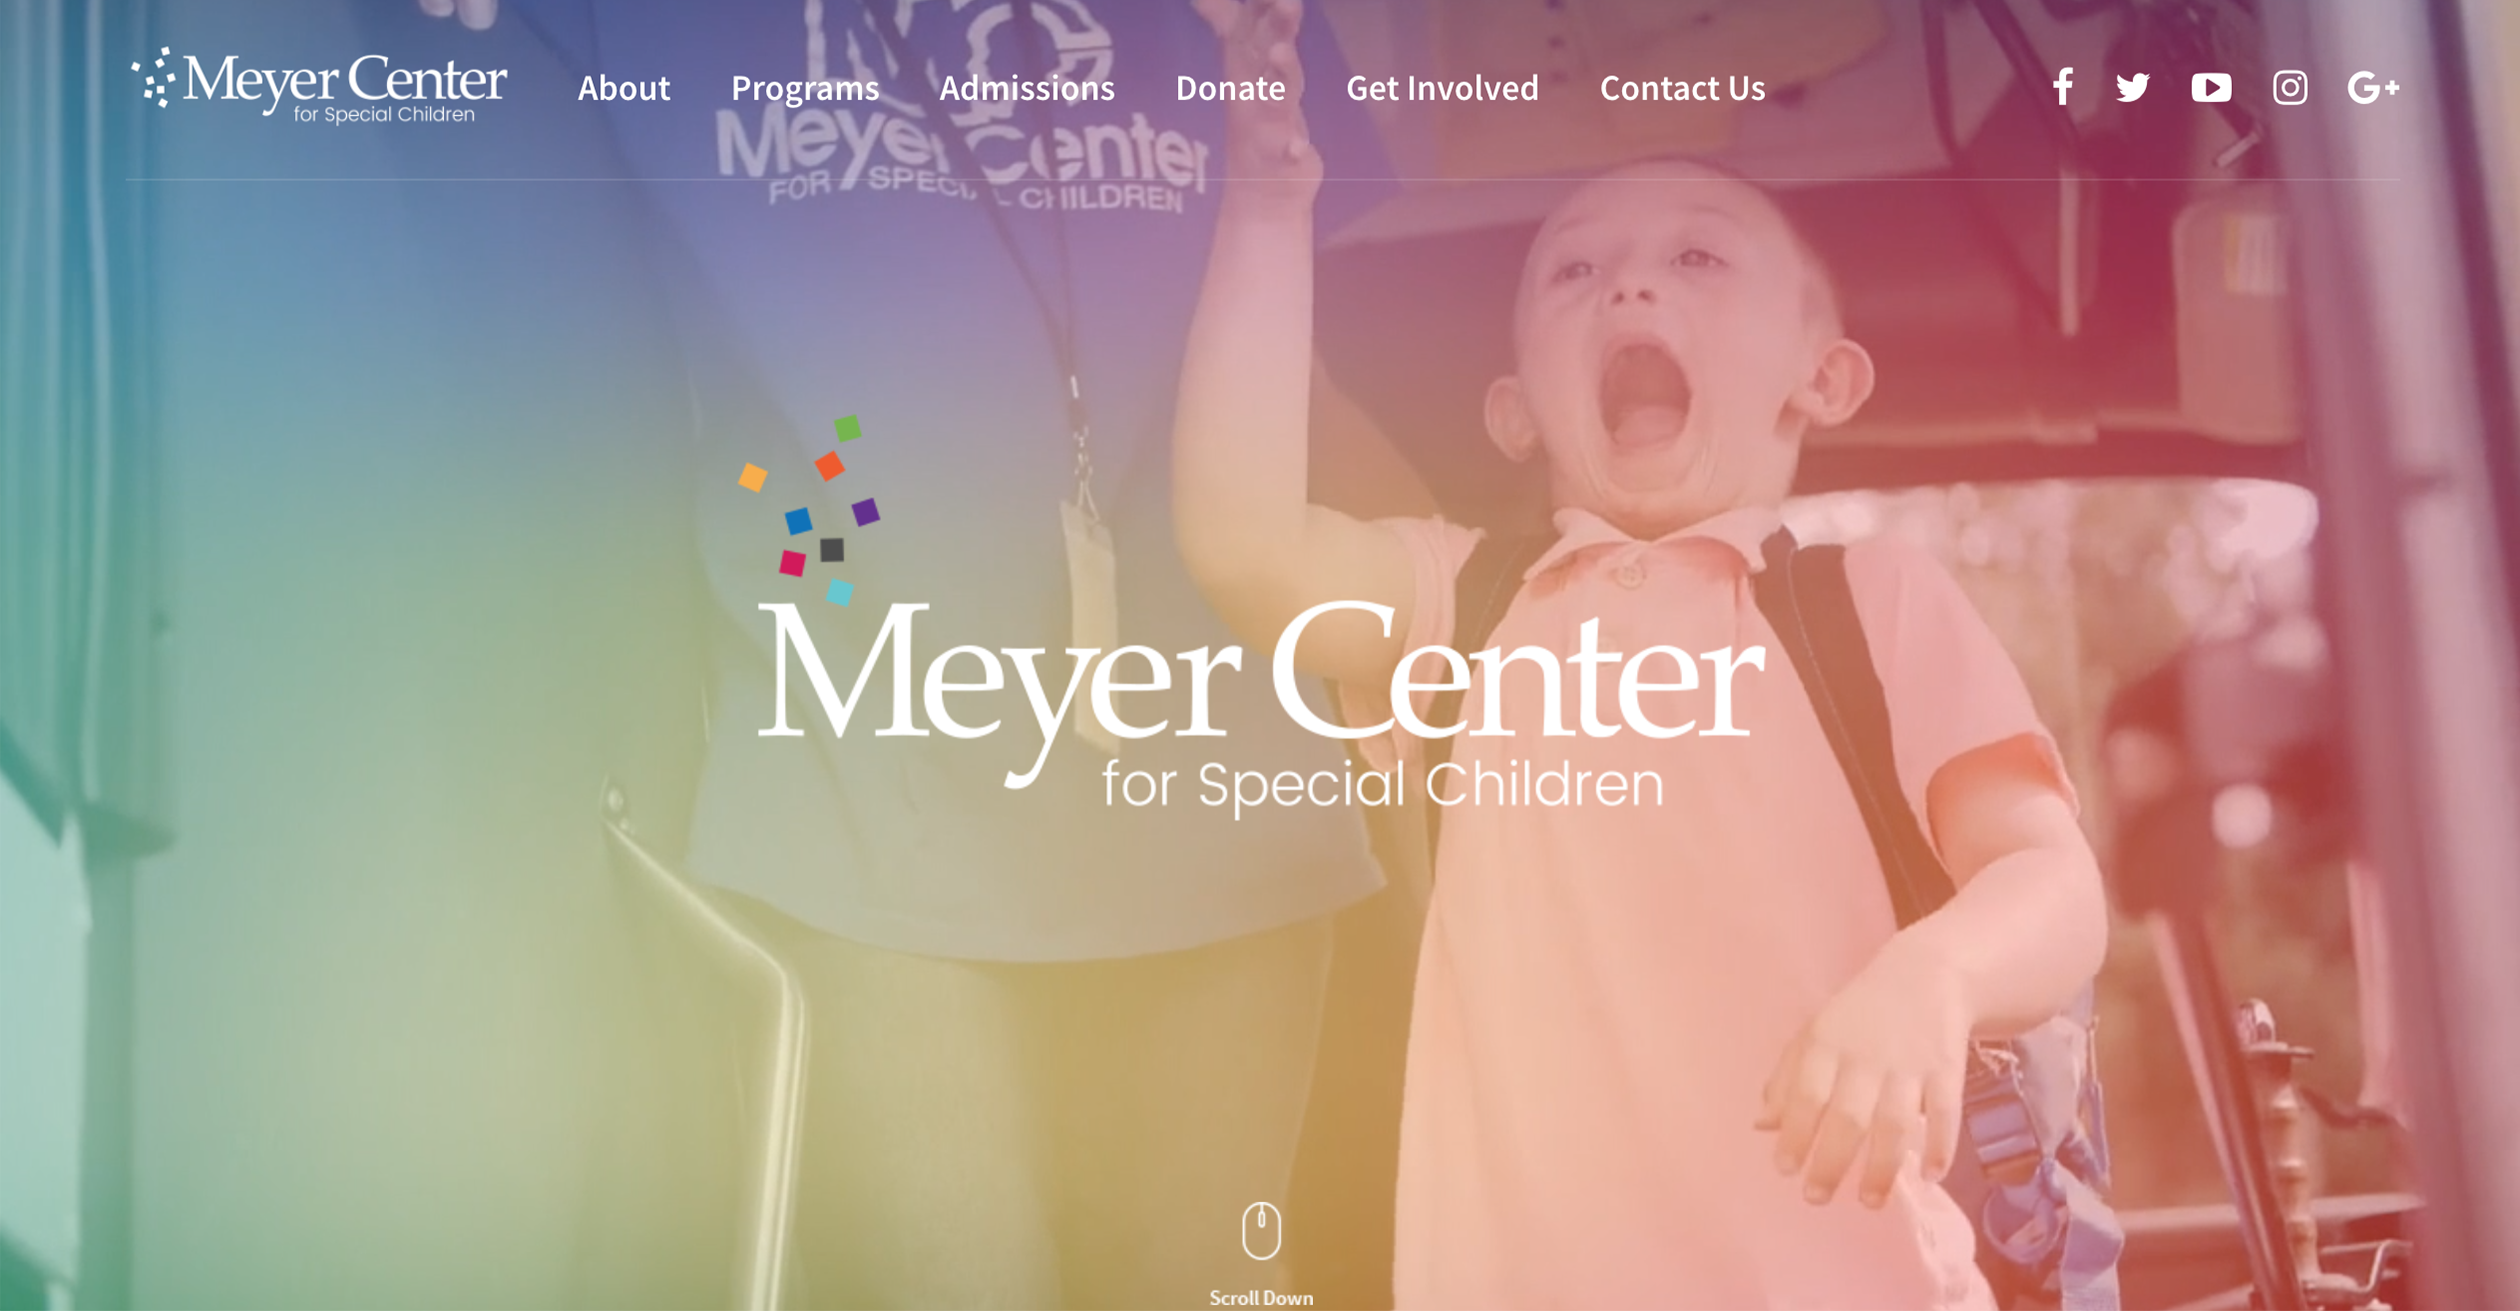 Meyer Center
for Special Children
About
Programs
Admissions
Donate
Get Involved
Contact Us
G+
Meyer Center
FOR SPECIAL CHILDREN
Meyer Center
for Special Children
Scroll Down